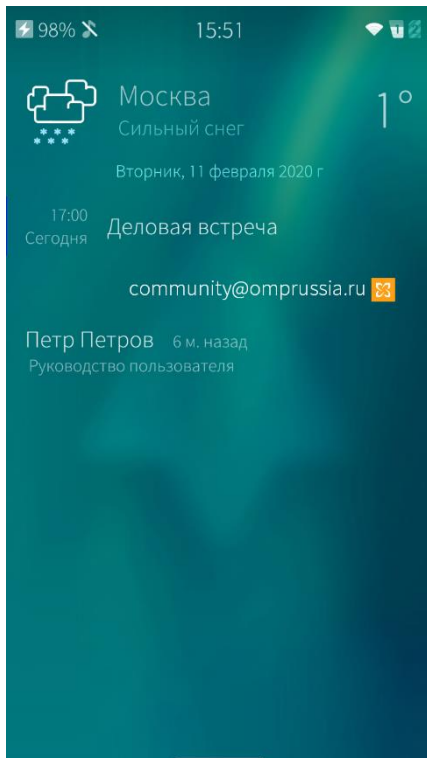 98% 15:51
Москва 1°
Сильный снег
Вторник, 11 февраля 2020 г
17:00
Сегодня Деловая встреча
community@omprussia.ru
Петр Петров 6 м. назад
Руководство пользователя